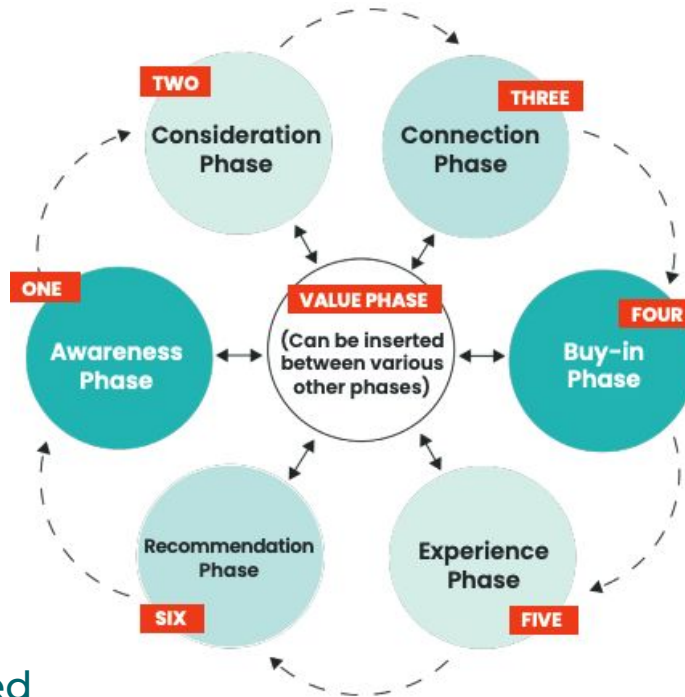 ONE
Awareness
Phase
TWO
Consideration
Phase
THREE
Connection
Phase
FOUR
Buy-in
Phase
Experience
Phase
FIVE
Recommendation
Phase
SIX
VALUE PHASE
(Can be inserted
between various
other phases)